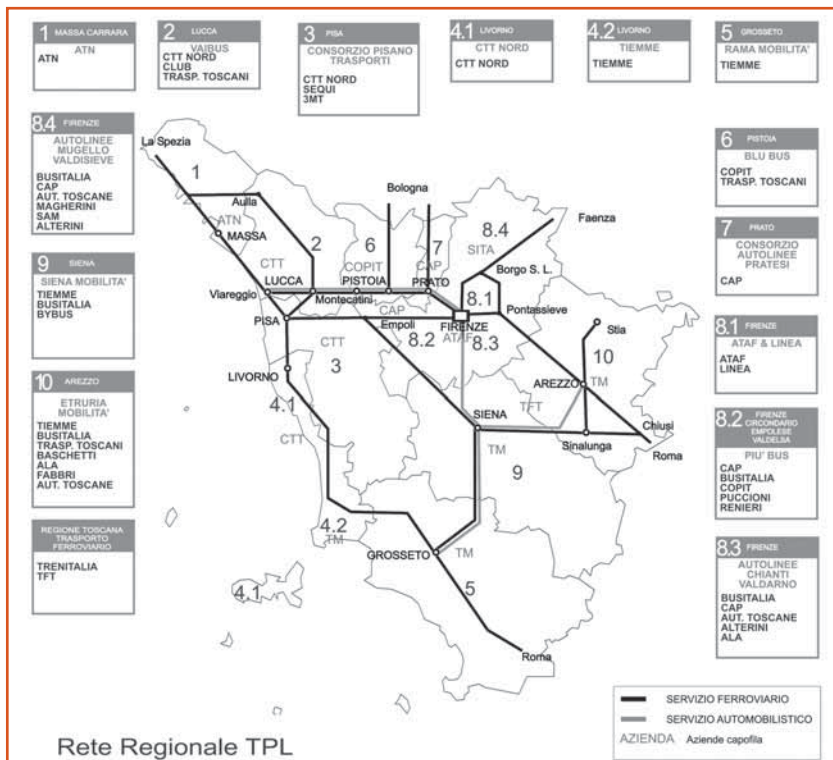 1 MASSA CARRARA
ATN
ATN
2 LUCCA
VAIBUS
CTT NORD
CLUB
TRASP. TOSCANI
3 PISA
CONSORZIO PISANO
TRASPORTI
CTT NORD
SEQUI
3MT
4.1 LIVORNO
CTT NORD
CTT NORD
4.2 LIVORNO
TIEMME
TIEMME
5 GROSSETO
RAMA MOBILITA'
TIEMME
8.4 FIRENZE
AUTOLINEE
MUGELLO
VALDISIEVE
BUSITALIA
CAP
AUT. TOSCANE
MAGHERINI
SAM
ALTERINI
6 PISTOIA
BLU BUS
COPIT
TRASP. TOSCANI
7 PRATO
CONSORZIO
AUTOLINEE
PRATESI
CAP
9 SIENA
SIENA MOBILITA'
TIEMME
BUSITALIA
BYBUS
8.1 FIRENZE
ATAF & LINEA
ATAF
LINEA
10 AREZZO
ETRURIA
MOBILITA'
TIEMME
BUSITALIA
TRASP. TOSCANI
BASCHETTI
ALA
FABBRI
AUT. TOSCANE
8.2 FIRENZE
CIRCONDARIO
EMPOLESE
VALDELSA
PIU' BUS
CAP
BUSITALIA
COPIT
PUCCIONI
RENIERI
REGIONE TOSCANA
TRASPORTO
FERROVIARIO
TRENITALIA
TFT
8.3 FIRENZE
AUTOLINEE
CHIANTI
VALDARNO
BUSITALIA
CAP
AUT. TOSCANE
ALTERINI
ALA
La Spezia
1
Aulla
Bologna
Faenza
ATN
MASSA
2
6
7
8.4
SITA
CTT
COPIT
CAP
Borgo S. L.
LUCCA
PISTOIA
PRATO
Viareggio
Montecatini
8.1
Pontassieve
CAP
PISA
Empoli
FIRENZE
Stia
CTT
8.2
ATAF
8.3
3
10
LIVORNO
AREZZO
TM
4.1
TFT
CTT
SIENA
Chiusi
Sinalunga
Roma
TM
9
4.2
TM
GROSSETO
TM
4.1
5
Roma
SERVIZIO FERROVIARIO
SERVIZIO AUTOMOBILISTICO
AZIENDA Aziende capofila
Rete Regionale TPL